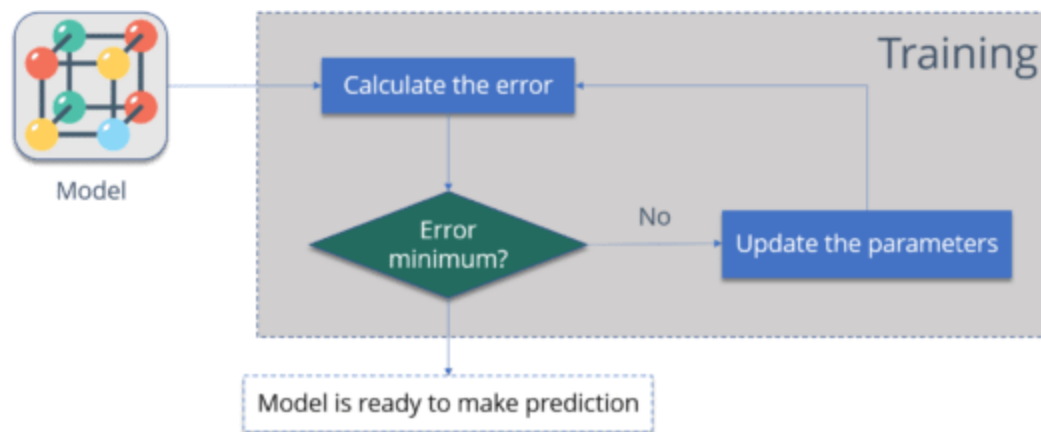 Training
Calculate the error
Model
Error
minimum?
No
Update the parameters
Model is ready to make prediction